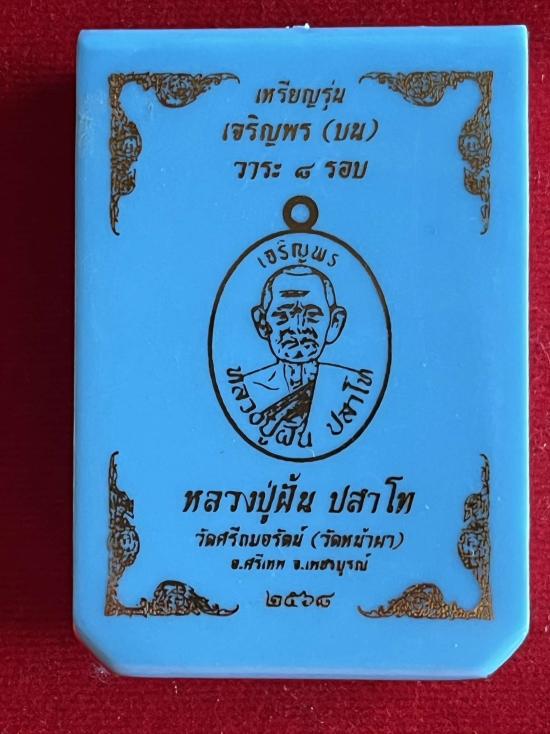 เหรียญรุ่น
เจริญพร (บน)
วาระ ๘ รอบ
เจริญพร
หลวงปู่ฝั้น ปสาโท
หลวงปู่ฝั้น ปสาโท
วัดศรีถมอรัตน์ (วัดหน้าผา)
อ.ศรีเทพ จ.เพชาบูรณ์
๒๕๖๘